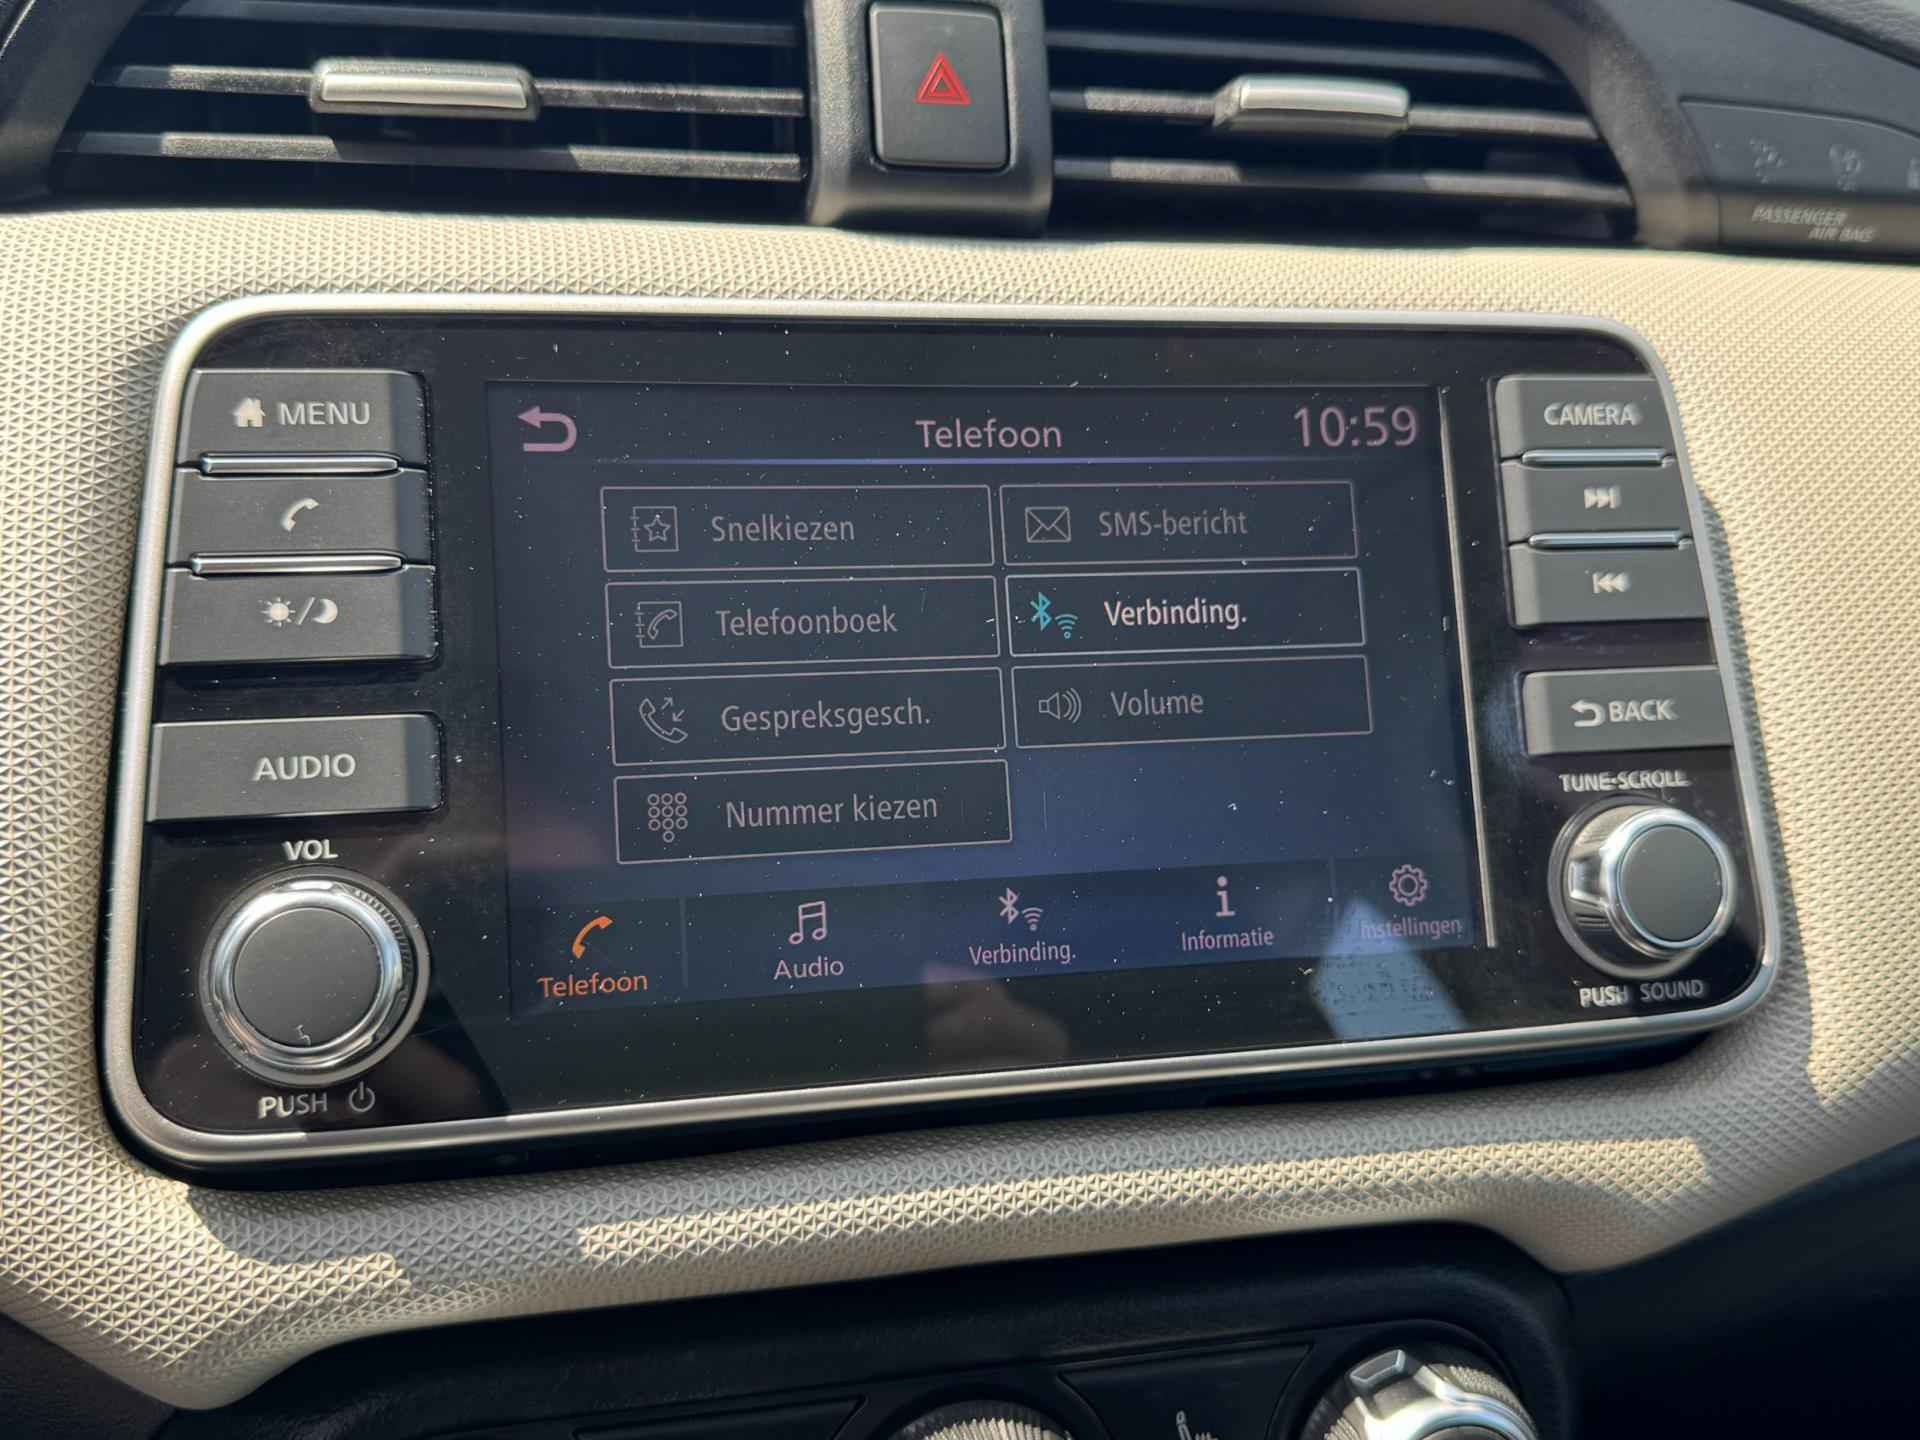 PASSENGER
AIR BAG
MENU
AUDIO
VOL
PUSH
Telefoon
10:59
Snelkiezen
SMS-bericht
Telefoonboek
Verbinding.
Gespreksgesch.
Volume
Nummer kiezen
Telefoon
Audio
Verbinding.
Informatie
Instellingen
CAMERA
BACK
TUNE·SCROLL
PUSH SOUND